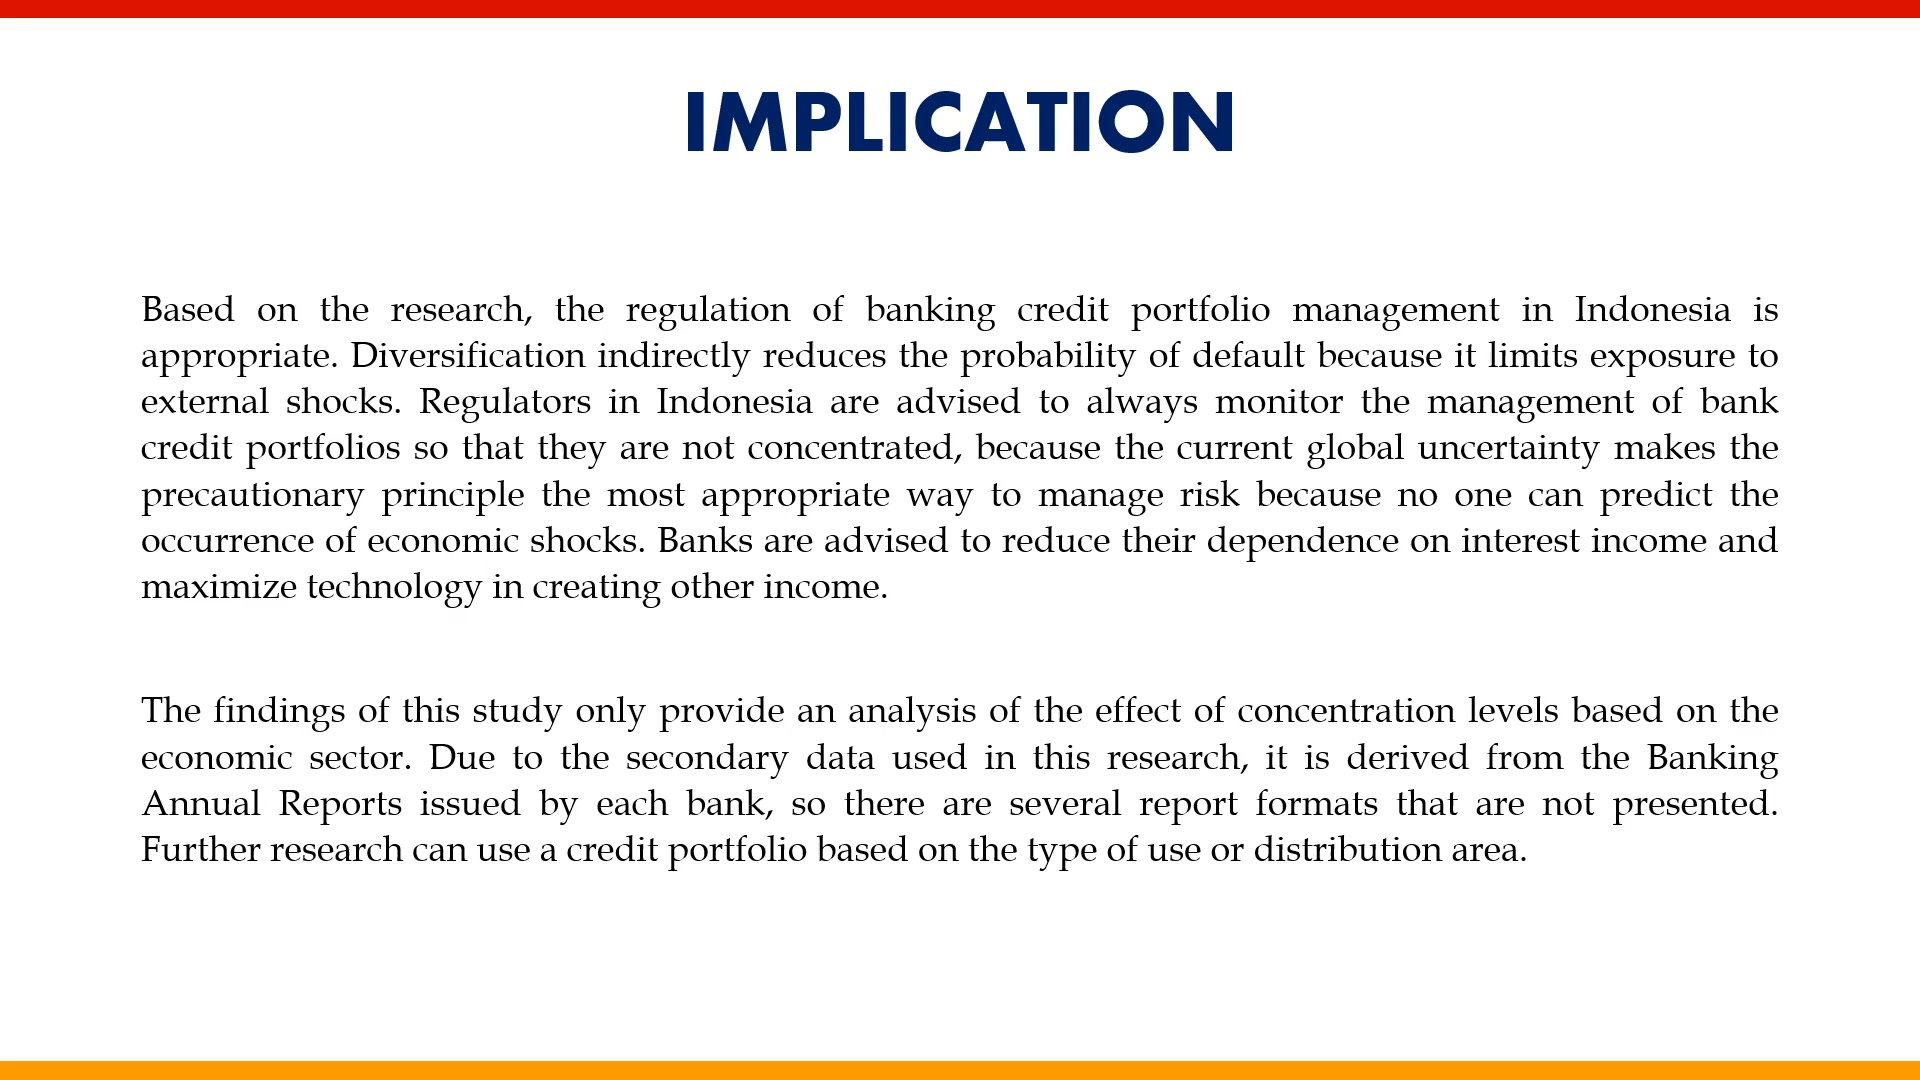 IMPLICATION
Based on the research, the regulation of banking credit portfolio management in Indonesia is
appropriate. Diversification indirectly reduces the probability of default because it limits exposure to
external shocks. Regulators in Indonesia are advised to always monitor the management of bank
credit portfolios so that they are not concentrated, because the current global uncertainty makes the
precautionary principle the most appropriate way to manage risk because no one can predict the
occurrence of economic shocks. Banks are advised to reduce their dependence on interest income and
maximize technology in creating other income.
The findings of this study only provide an analysis of the effect of concentration levels based on the
economic sector. Due to the secondary data used in this research, it is derived from the Banking
Annual Reports issued by each bank, so there are several report formats that are not presented.
Further research can use a credit portfolio based on the type of use or distribution area.